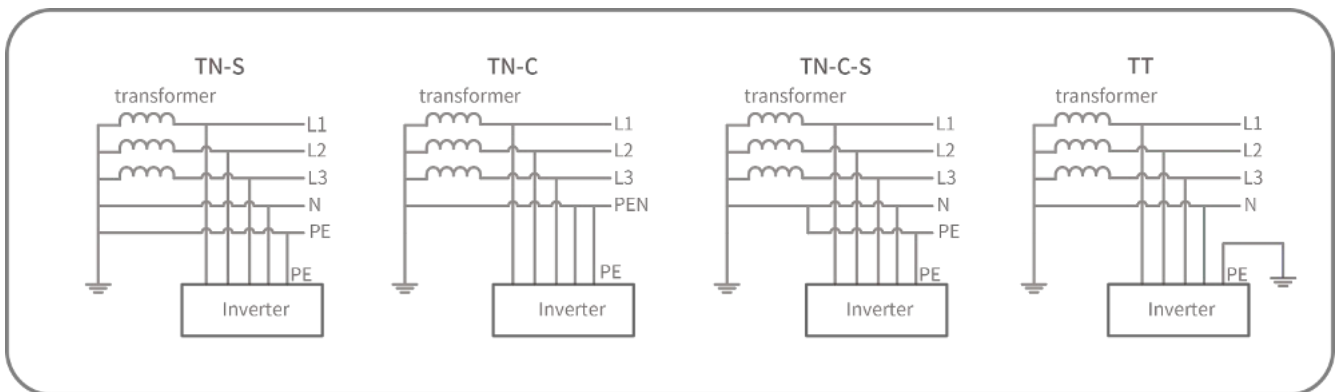 TN-S
transformer
L1
L2
L3
N
PE
PE
Inverter
TN-C
transformer
L1
L2
L3
PEN
PE
Inverter
TN-C-S
transformer
L1
L2
L3
N
PE
PE
Inverter
TT
transformer
L1
L2
L3
N
PE
Inverter